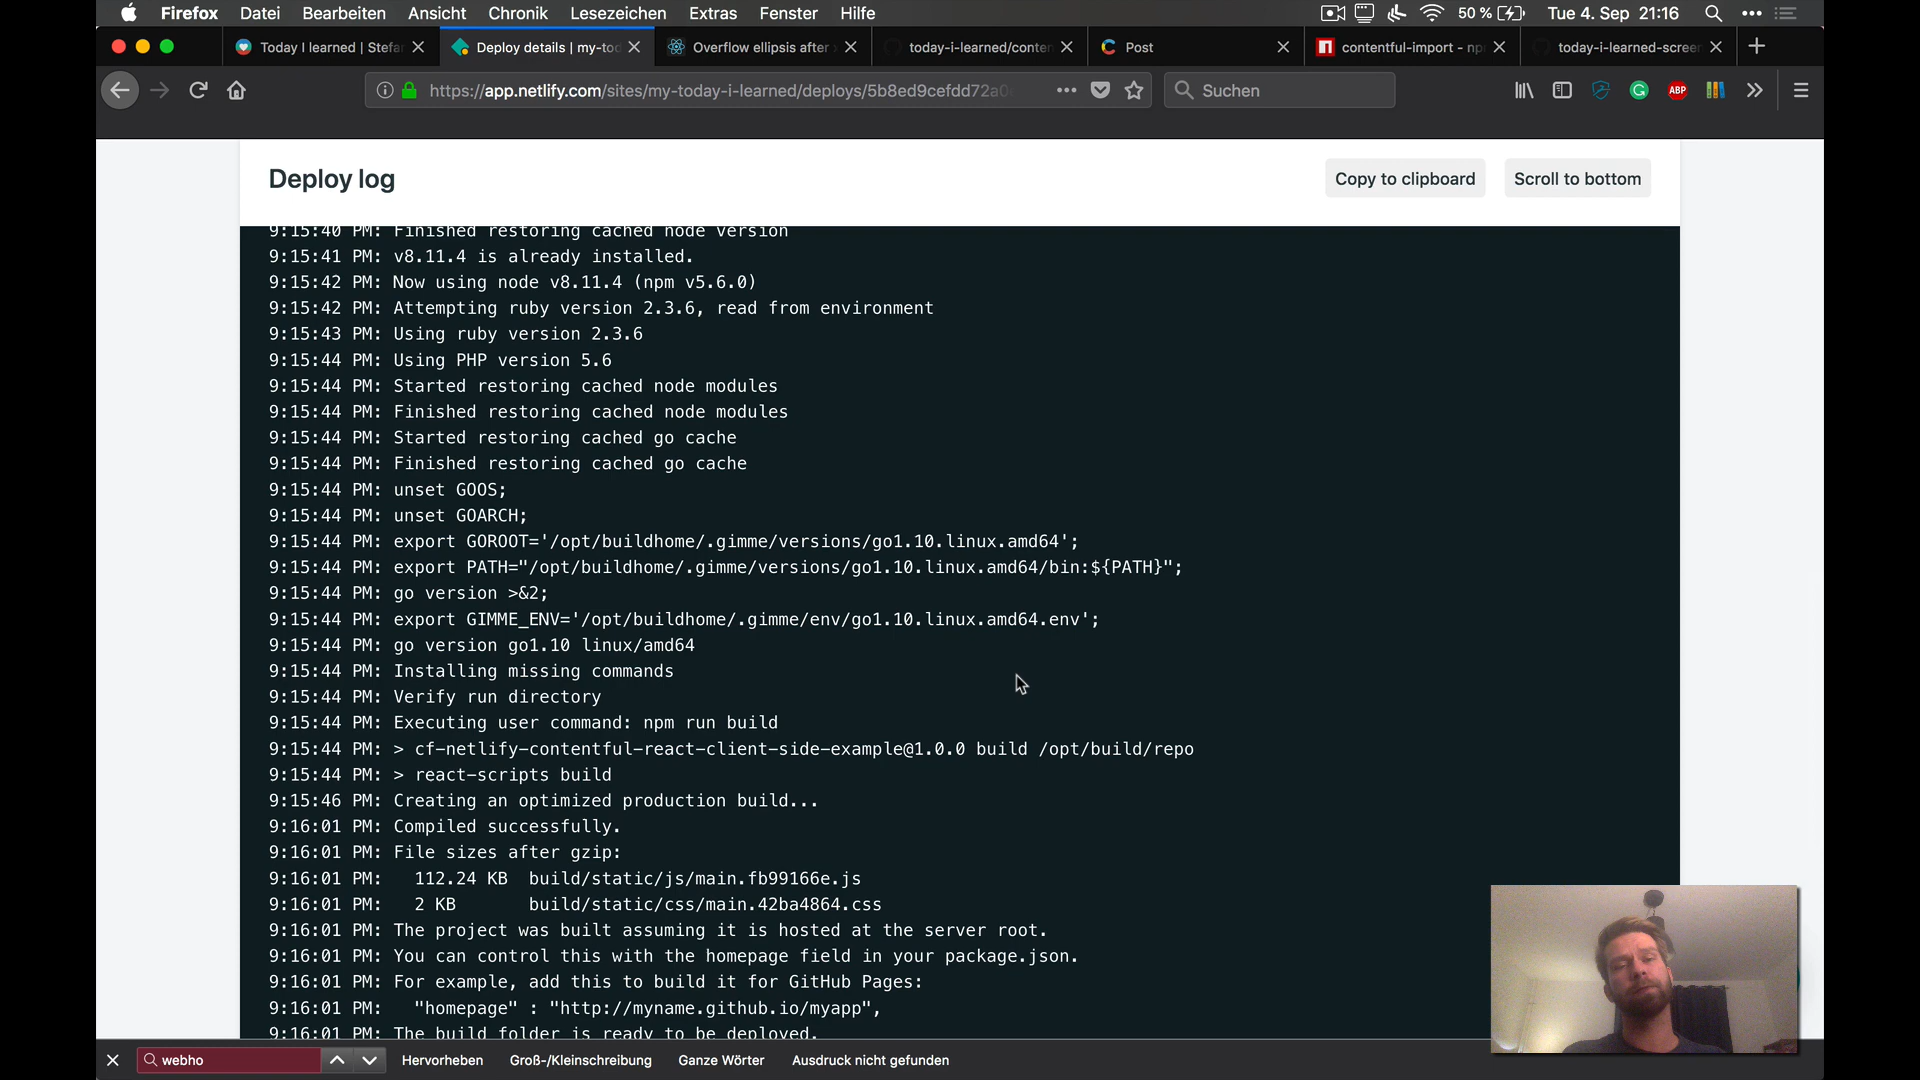 Firefox Datei Bearbeiten Ansicht Chronik Lesezeichen Extras Fenster Hilfe 50 % Tue 4. Sep 21:16
Today I learned | Stefa
Deploy details | my-to
Overflow ellipsis after
today-i-learned/conte
Post
contentful-import - np
today-i-learned-scree
https://app.netlify.com/sites/my-today-i-learned/deploys/5b8ed9cefdd72a0
Suchen
ABP
Deploy log
Copy to clipboard
Scroll to bottom
9:15:40 PM: Finished restoring cached node version
9:15:41 PM: v8.11.4 is already installed.
9:15:42 PM: Now using node v8.11.4 (npm v5.6.0)
9:15:42 PM: Attempting ruby version 2.3.6, read from environment
9:15:43 PM: Using ruby version 2.3.6
9:15:44 PM: Using PHP version 5.6
9:15:44 PM: Started restoring cached node modules
9:15:44 PM: Finished restoring cached node modules
9:15:44 PM: Started restoring cached go cache
9:15:44 PM: Finished restoring cached go cache
9:15:44 PM: unset GOOS;
9:15:44 PM: unset GOARCH;
9:15:44 PM: export GOROOT='/opt/buildhome/.gimme/versions/go1.10.linux.amd64';
9:15:44 PM: export PATH="/opt/buildhome/.gimme/versions/go1.10.linux.amd64/bin:${PATH}";
9:15:44 PM: go version >&2;
9:15:44 PM: export GIMME_ENV='/opt/buildhome/.gimme/env/go1.10.linux.amd64.env';
9:15:44 PM: go version go1.10 linux/amd64
9:15:44 PM: Installing missing commands
9:15:44 PM: Verify run directory
9:15:44 PM: Executing user command: npm run build
9:15:44 PM: > cf-netlify-contentful-react-client-side-example@1.0.0 build /opt/build/repo
9:15:44 PM: > react-scripts build
9:15:46 PM: Creating an optimized production build...
9:16:01 PM: Compiled successfully.
9:16:01 PM: File sizes after gzip:
9:16:01 PM: 112.24 KB build/static/js/main.fb99166e.js
9:16:01 PM: 2 KB build/static/css/main.42ba4864.css
9:16:01 PM: The project was built assuming it is hosted at the server root.
9:16:01 PM: You can control this with the homepage field in your package.json.
9:16:01 PM: For example, add this to build it for GitHub Pages:
9:16:01 PM: "homepage" : "http://myname.github.io/myapp",
9:16:01 PM: The build folder is ready to be deployed.
webho
Hervorheben
Groß-/Kleinschreibung
Ganze Wörter
Ausdruck nicht gefunden